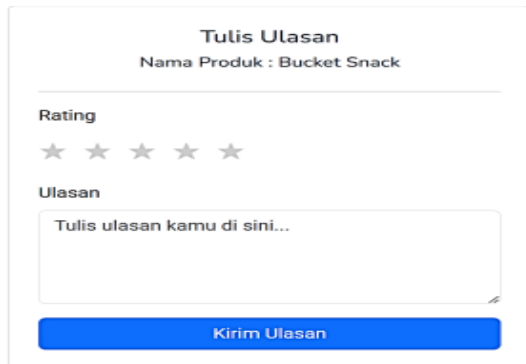 Tulis Ulasan
Nama Produk : Bucket Snack
Rating
Ulasan
Tulis ulasan kamu di sini...
Kirim Ulasan